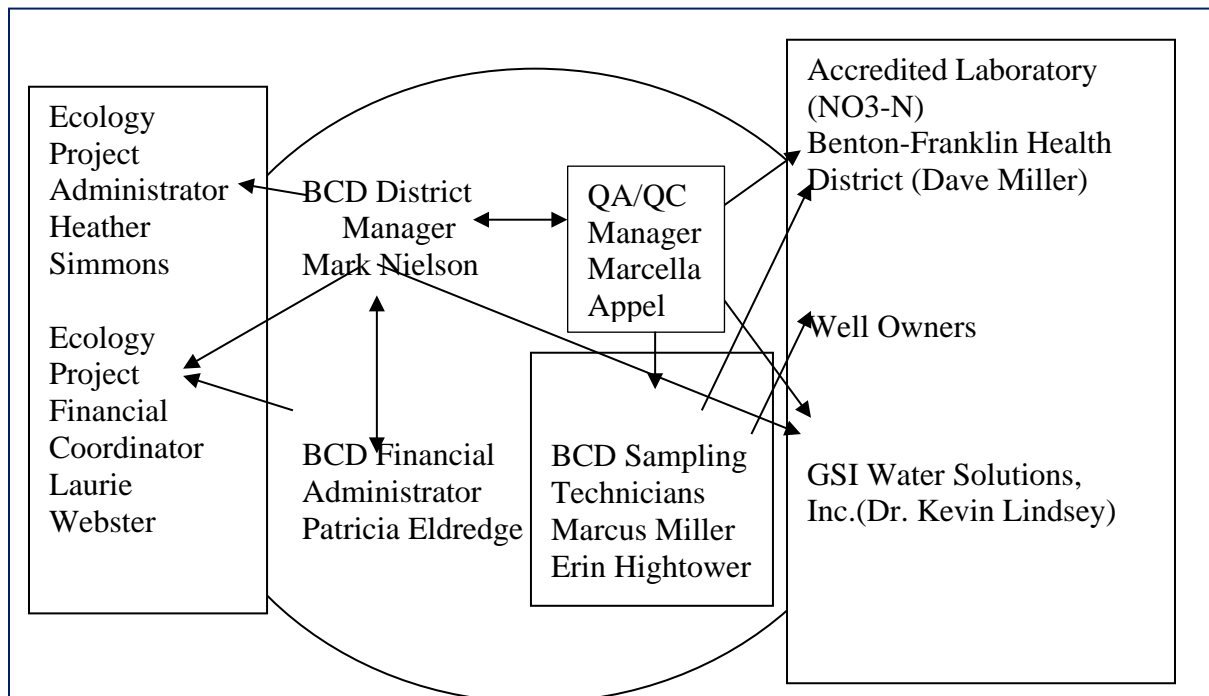 Ecology
Project
Administrator
Heather
Simmons
Ecology
Project
Financial
Coordinator
Laurie
Webster
BCD District
Manager
Mark Nielson
BCD Financial
Administrator
Patricia Eldredge
QA/QC
Manager
Marcella
Appel
BCD Sampling
Technicians
Marcus Miller
Erin Hightower
Accredited Laboratory
(NO3-N)
Benton-Franklin Health
District (Dave Miller)
Well Owners
GSI Water Solutions,
Inc.(Dr. Kevin Lindsey)